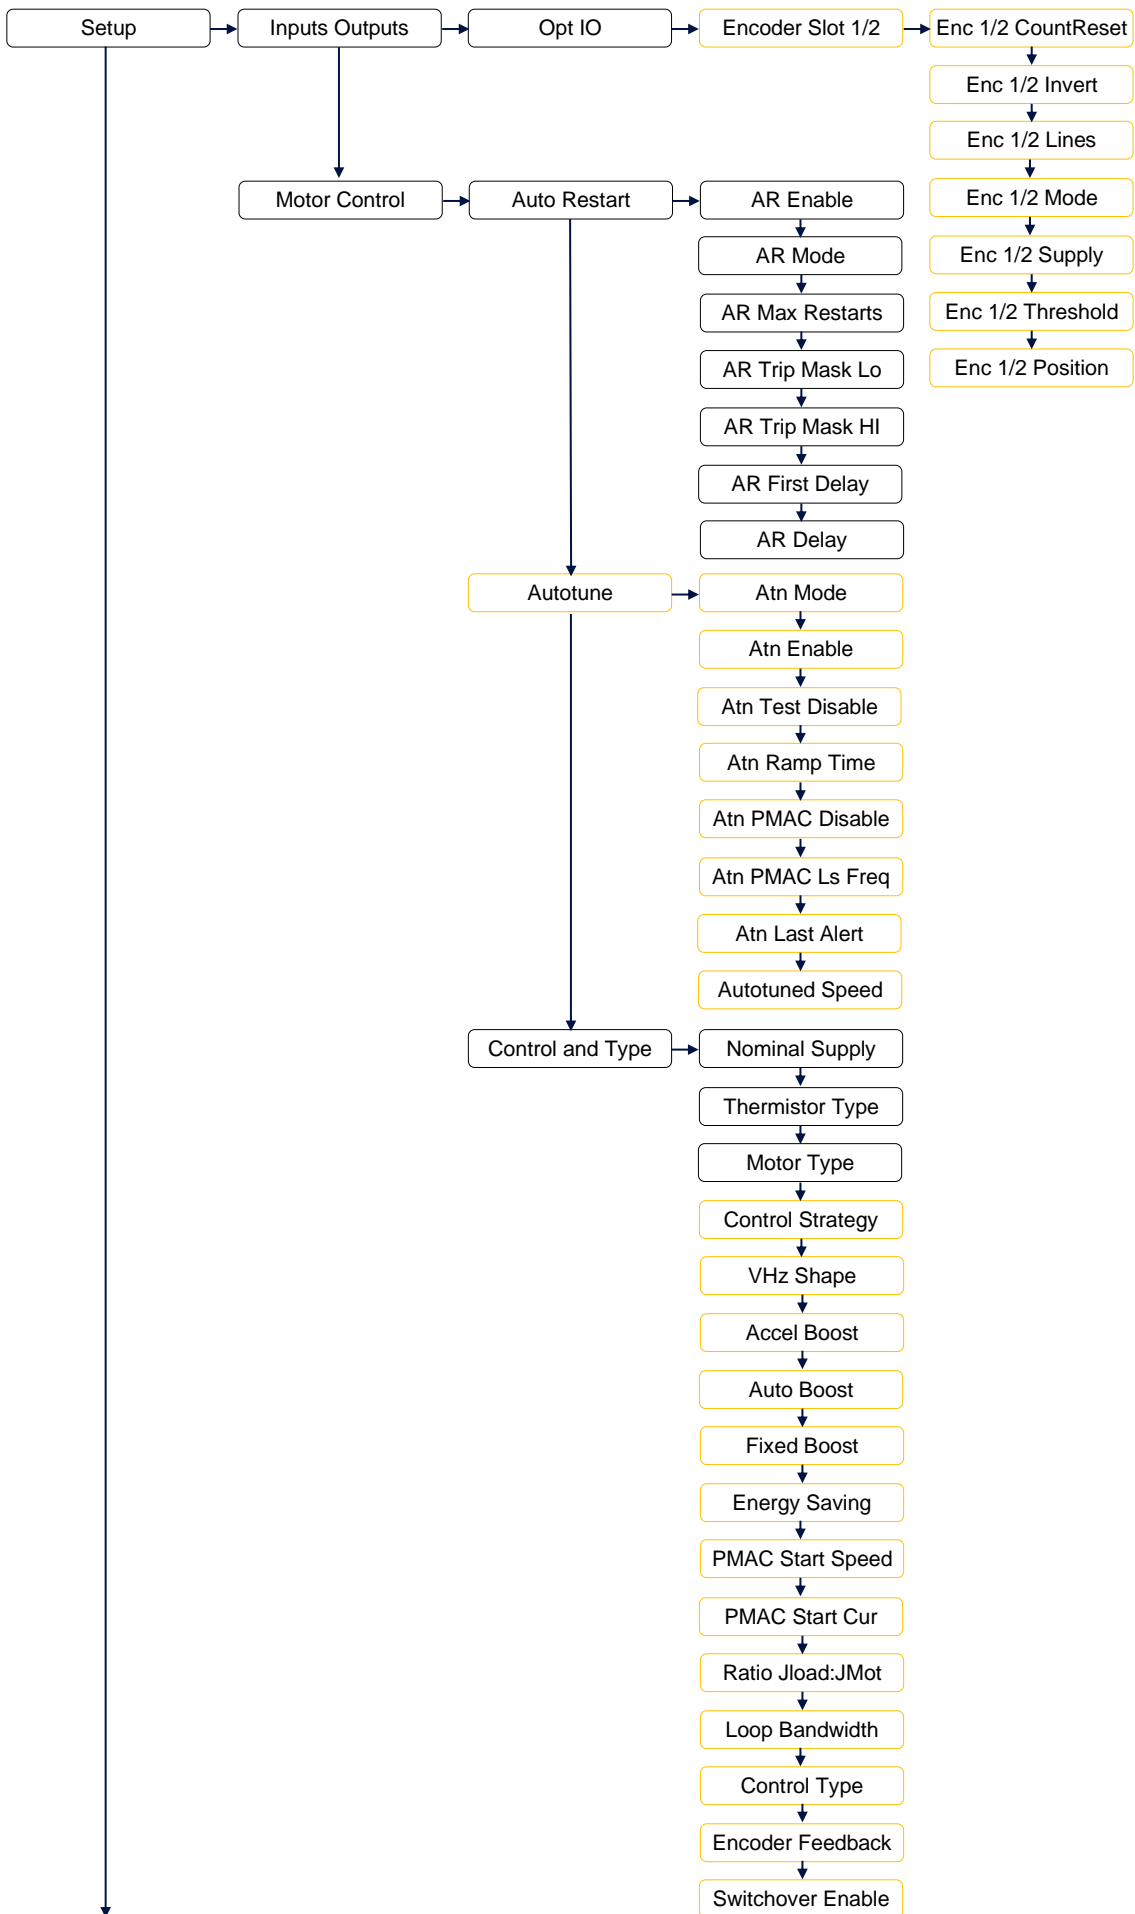 Setup
Inputs Outputs
Opt IO
Encoder Slot 1/2
Enc 1/2 CountReset
Enc 1/2 Invert
Enc 1/2 Lines
Enc 1/2 Mode
Enc 1/2 Supply
Enc 1/2 Threshold
Enc 1/2 Position
Motor Control
Auto Restart
AR Enable
AR Mode
AR Max Restarts
AR Trip Mask Lo
AR Trip Mask HI
AR First Delay
AR Delay
Autotune
Atn Mode
Atn Enable
Atn Test Disable
Atn Ramp Time
Atn PMAC Disable
Atn PMAC Ls Freq
Atn Last Alert
Autotuned Speed
Control and Type
Nominal Supply
Thermistor Type
Motor Type
Control Strategy
VHz Shape
Accel Boost
Auto Boost
Fixed Boost
Energy Saving
PMAC Start Speed
PMAC Start Cur
Ratio Jload:JMot
Loop Bandwidth
Control Type
Encoder Feedback
Switchover Enable